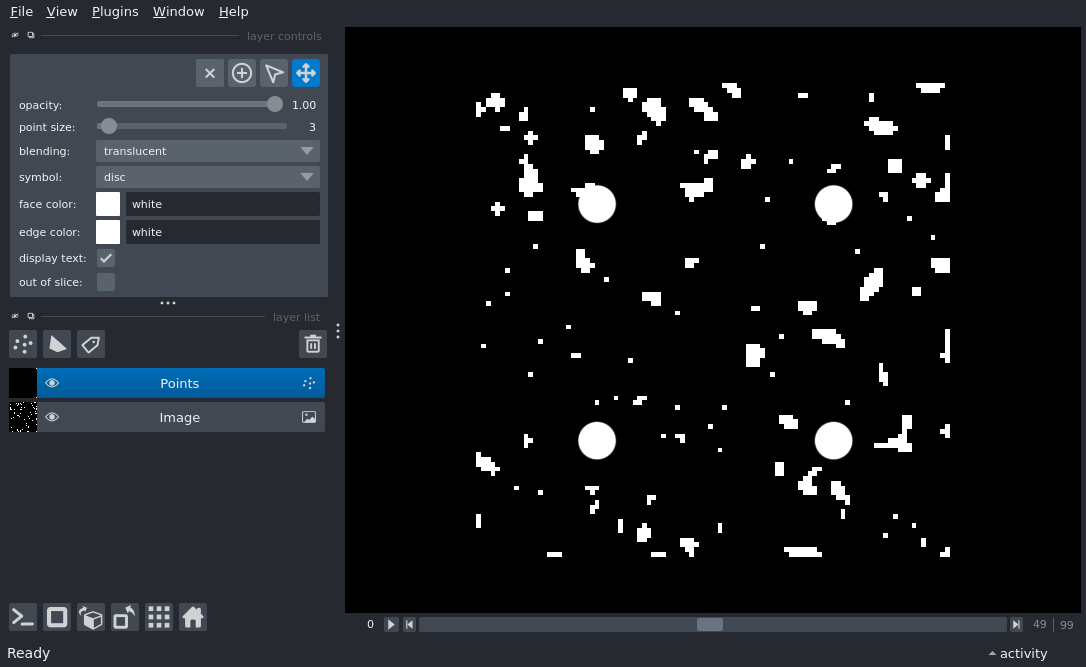 File View Plugins Window Help
layer controls
opacity: 1.00
point size: 3
blending: translucent
symbol: disc
face color: white
edge color: white
display text:
out of slice:
layer list
Points
Image
0 49 99
Ready activity